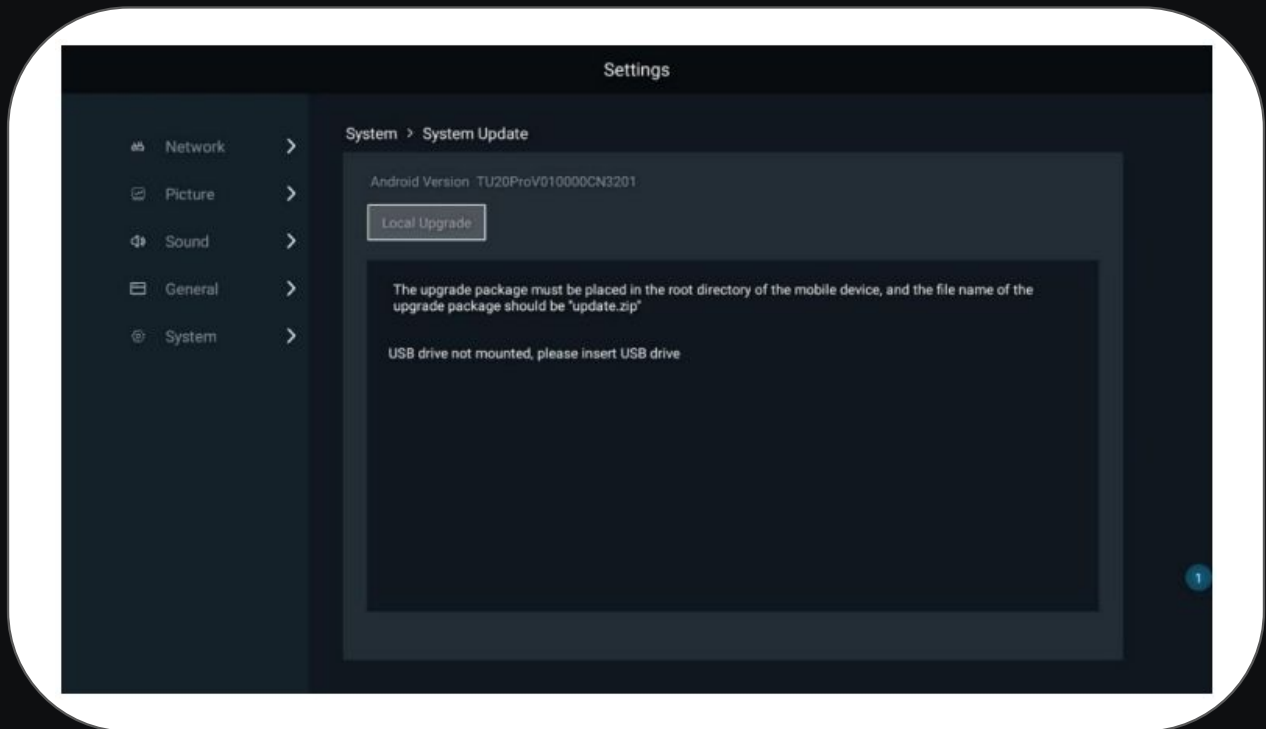 Settings
Network
Picture
Sound
General
System
System > System Update
Android Version TU20ProV010000CN3201
Local Upgrade
The upgrade package must be placed in the root directory of the mobile device, and the file name of the
upgrade package should be "update.zip"
USB drive not mounted, please insert USB drive
1